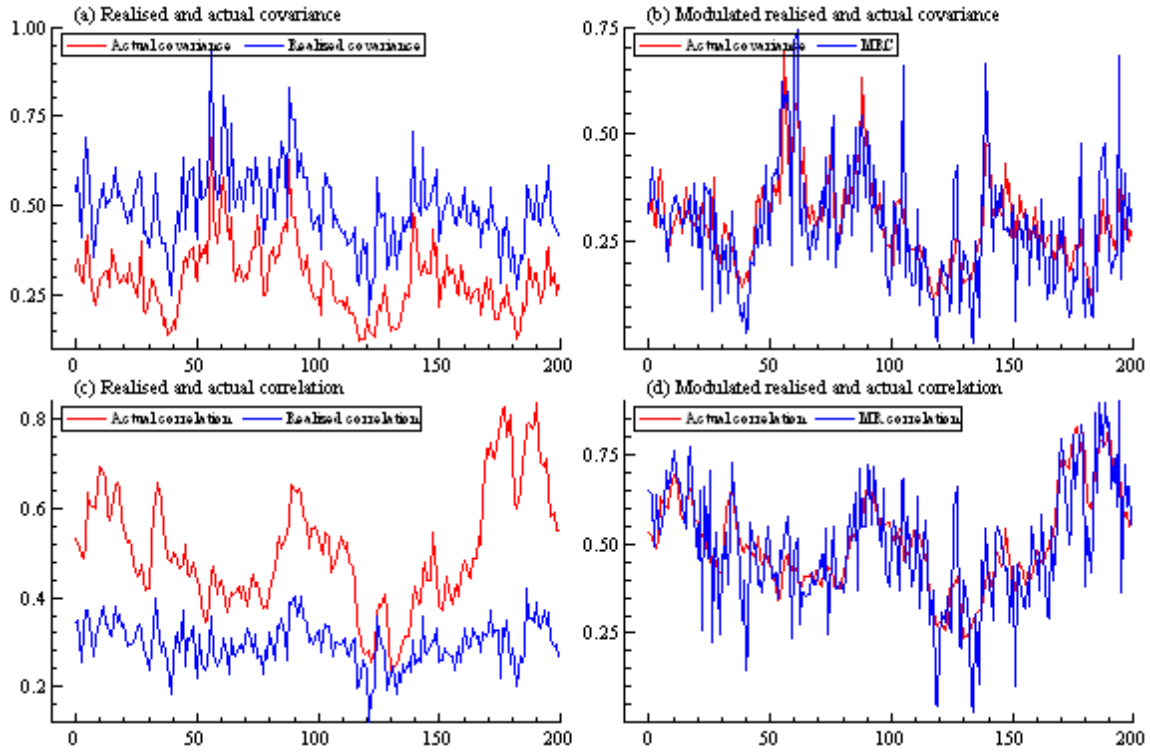 (a) Realised and actual covariance
1.00
Actual covariance Realized covariance
0.75
0.50
0.25
0 50 100 150 200
(b) Modulated realised and actual covariance
0.75
Actual covariance MRC
0.50
0.25
0 50 100 150 200
(c) Realised and actual correlation
0.8
Actual correlation Realized correlation
0.6
0.4
0.2
0 50 100 150 200
(d) Modulated realised and actual correlation
Actual correlation MR correlation
0.75
0.50
0.25
0 50 100 150 200